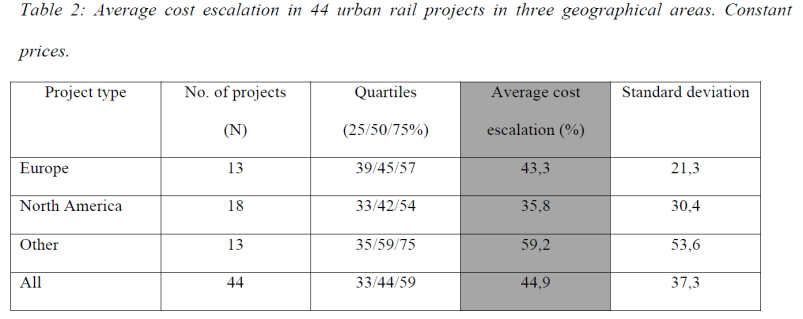 Table 2: Average cost escalation in 44 urban rail projects in three geographical areas. Constant
prices.
Project type No. of projects Quartiles Average cost Standard deviation
(N) (25/50/75%) escalation (%)
Europe 13 39/45/57 43,3 21,3
North America 18 33/42/54 35,8 30,4
Other 13 35/59/75 59,2 53,6
All 44 33/44/59 44,9 37,3